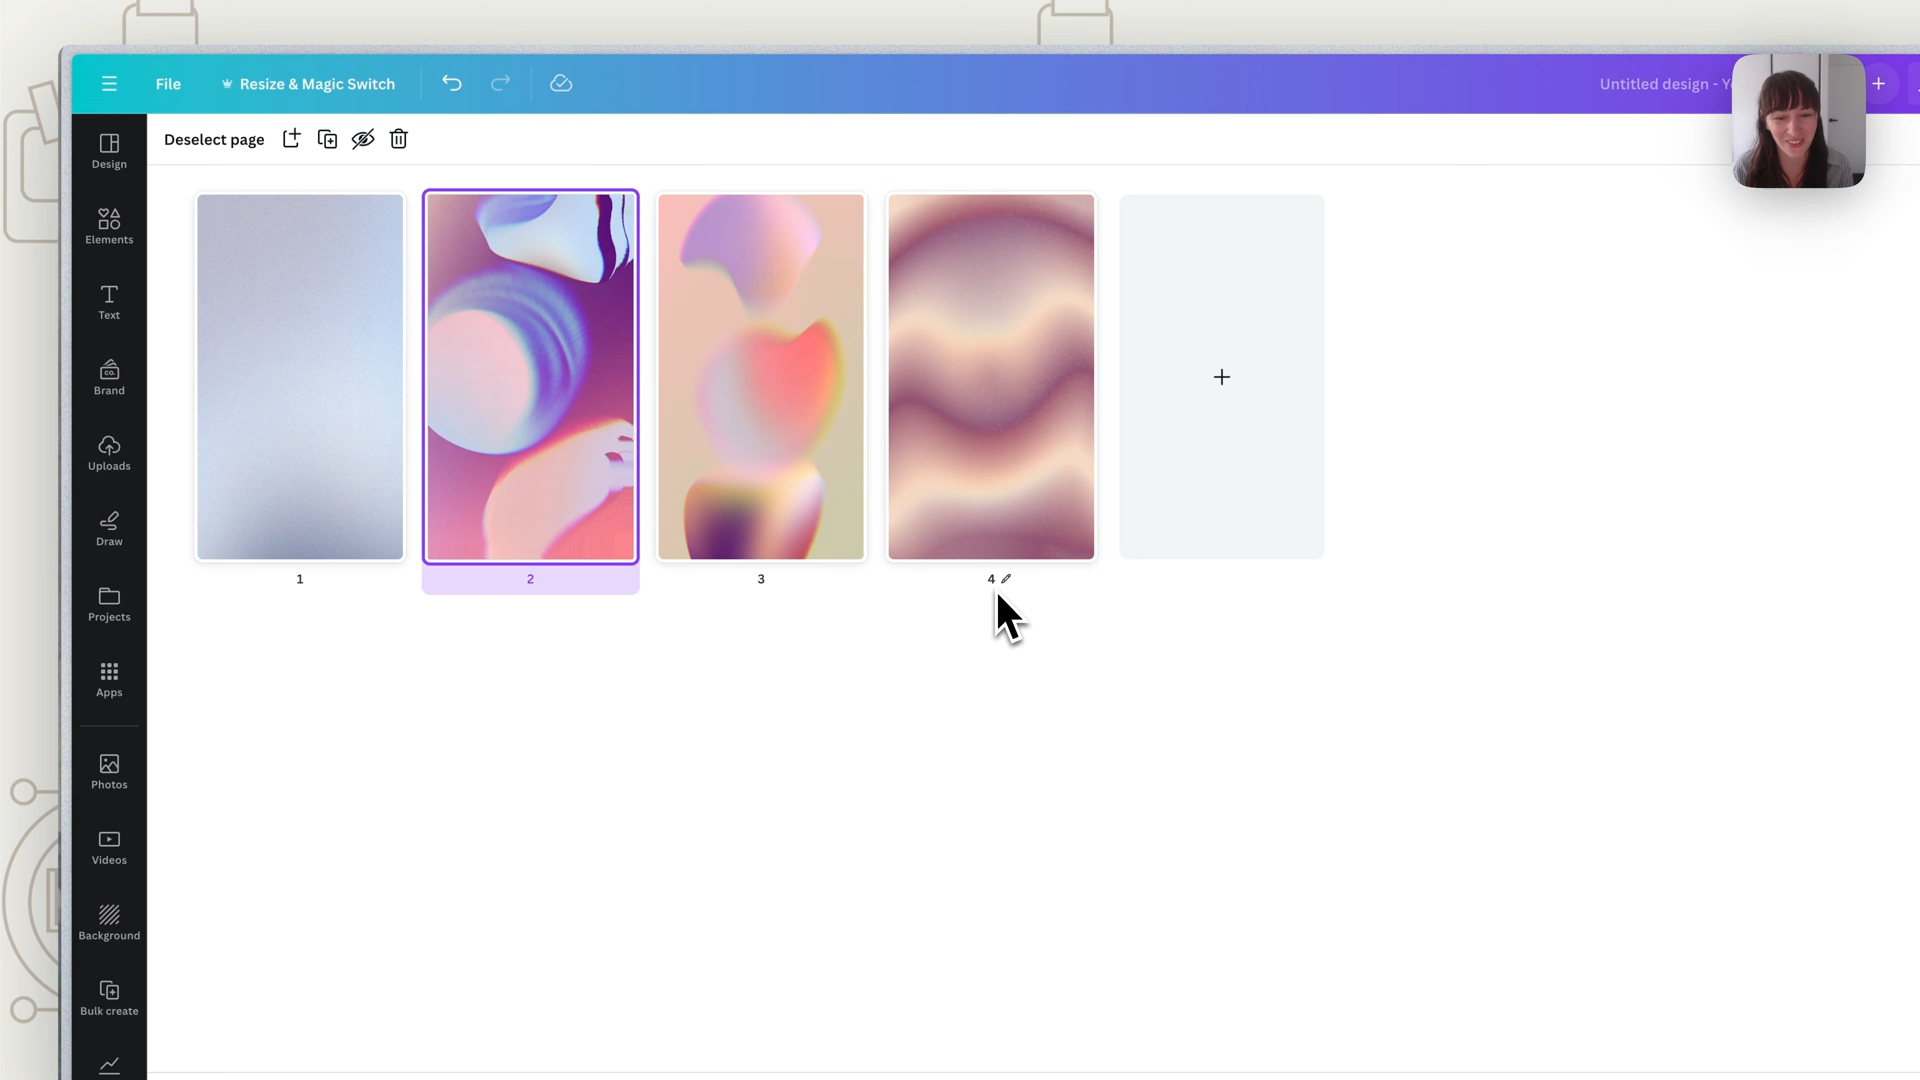 File
Resize & Magic Switch
Untitled design - Y
Deselect page
Design
Elements
Text
co.
Brand
Uploads
Draw
Projects
Apps
Photos
Videos
Background
Bulk create
1
2
3
4